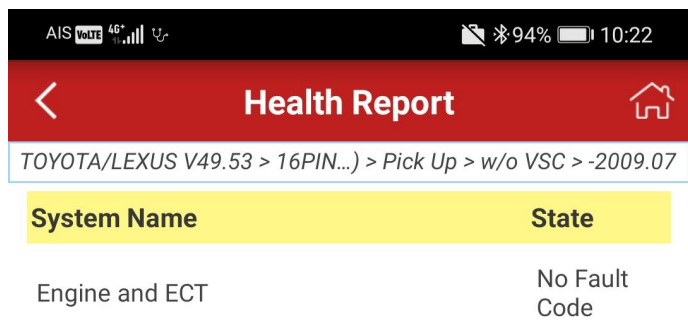 AIS VoLTE 4G+ 94% 10:22
Health Report
TOYOTA/LEXUS V49.53 > 16PIN...) > Pick Up > w/o VSC > -2009.07
System Name State
Engine and ECT No Fault
Code